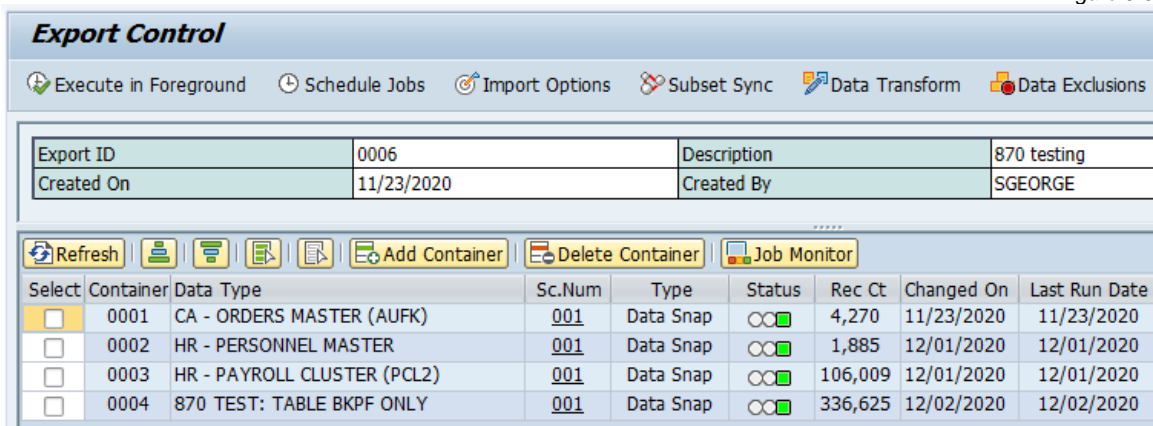 Export Control
Execute in Foreground Schedule Jobs Import Options Subset Sync Data Transform Data Exclusions
Export ID 0006 Description 870 testing
Created On 11/23/2020 Created By SGEORGE
Refresh Add Container Delete Container Job Monitor
Select Container Data Type Sc.Num Type Status Rec Ct Changed On Last Run Date
0001 CA - ORDERS MASTER (AUFK) 001 Data Snap 4,270 11/23/2020 11/23/2020
0002 HR - PERSONNEL MASTER 001 Data Snap 1,885 12/01/2020 12/01/2020
0003 HR - PAYROLL CLUSTER (PCL2) 001 Data Snap 106,009 12/01/2020 12/01/2020
0004 870 TEST: TABLE BKPF ONLY 001 Data Snap 336,625 12/02/2020 12/02/2020